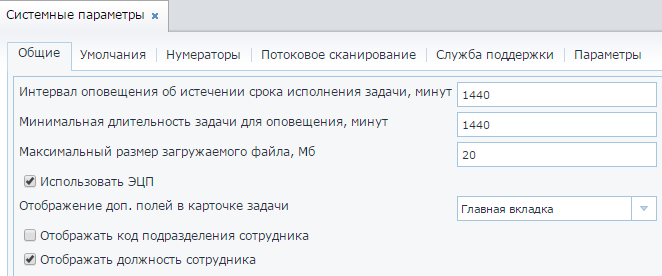 Системные параметры ×
Общие Умолчания Нумераторы Потоковое сканирование Служба поддержки Параметры
Интервал оповещения об истечении срока исполнения задачи, минут 1440
Минимальная длительность задачи для оповещения, минут 1440
Максимальный размер загружаемого файла, Мб 20
Использовать ЭЦП
Отображение доп. полей в карточке задачи Главная вкладка
Отображать код подразделения сотрудника
Отображать должность сотрудника